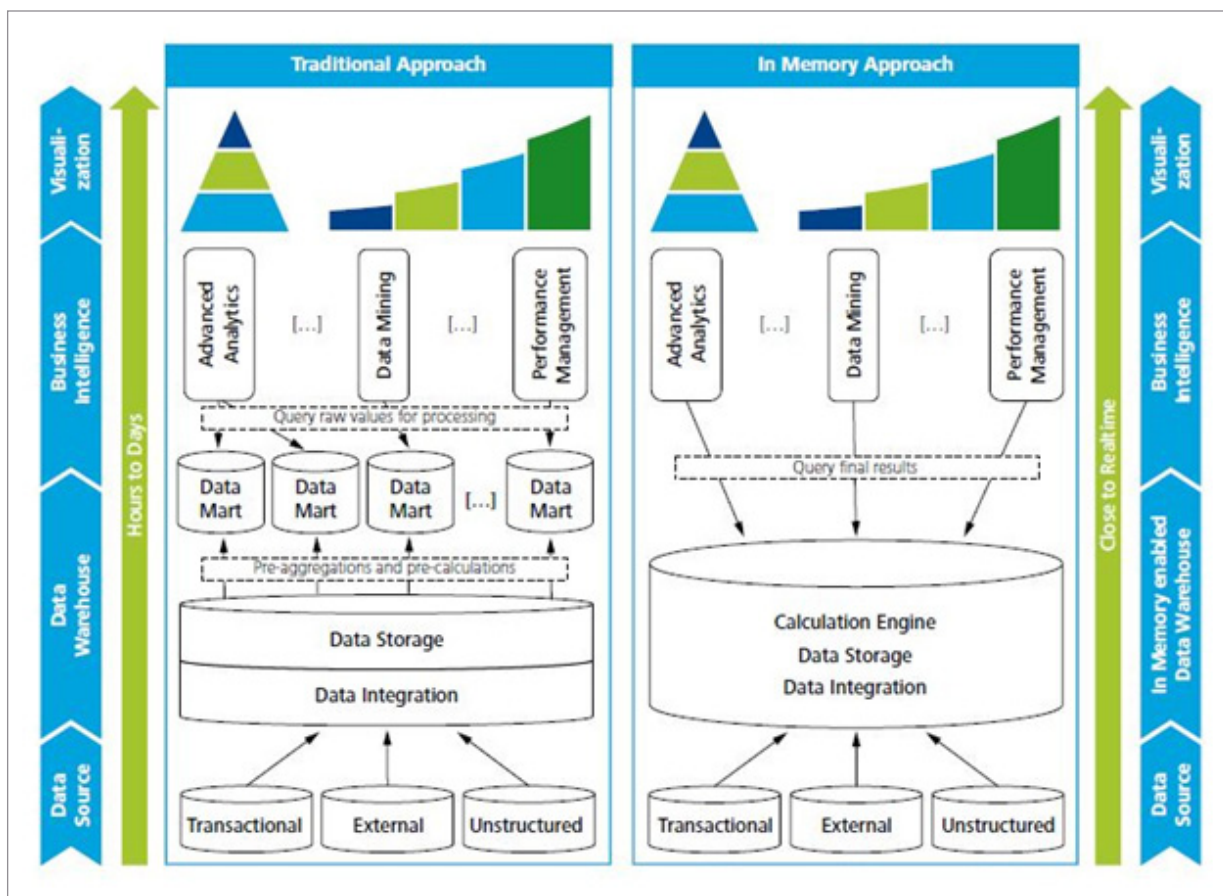 Traditional Approach
In Memory Approach
Visuali-
zation
Business
Intelligence
Data
Warehouse
Data
Source
Hours to Days
Advanced
Analytics
[...]
Data Mining
[...]
Performance
Management
Query raw values for processing
Data
Mart
Data
Mart
Data
Mart
[...]
Data
Mart
Pre-aggregations and pre-calculations
Data Storage
Data Integration
Transactional
External
Unstructured
Advanced
Analytics
[...]
Data Mining
[...]
Performance
Management
Query final results
Calculation Engine
Data Storage
Data Integration
Transactional
External
Unstructured
Close to Realtime
Visuali-
zation
Business
Intelligence
In Memory enabled
Data Warehouse
Data
Source